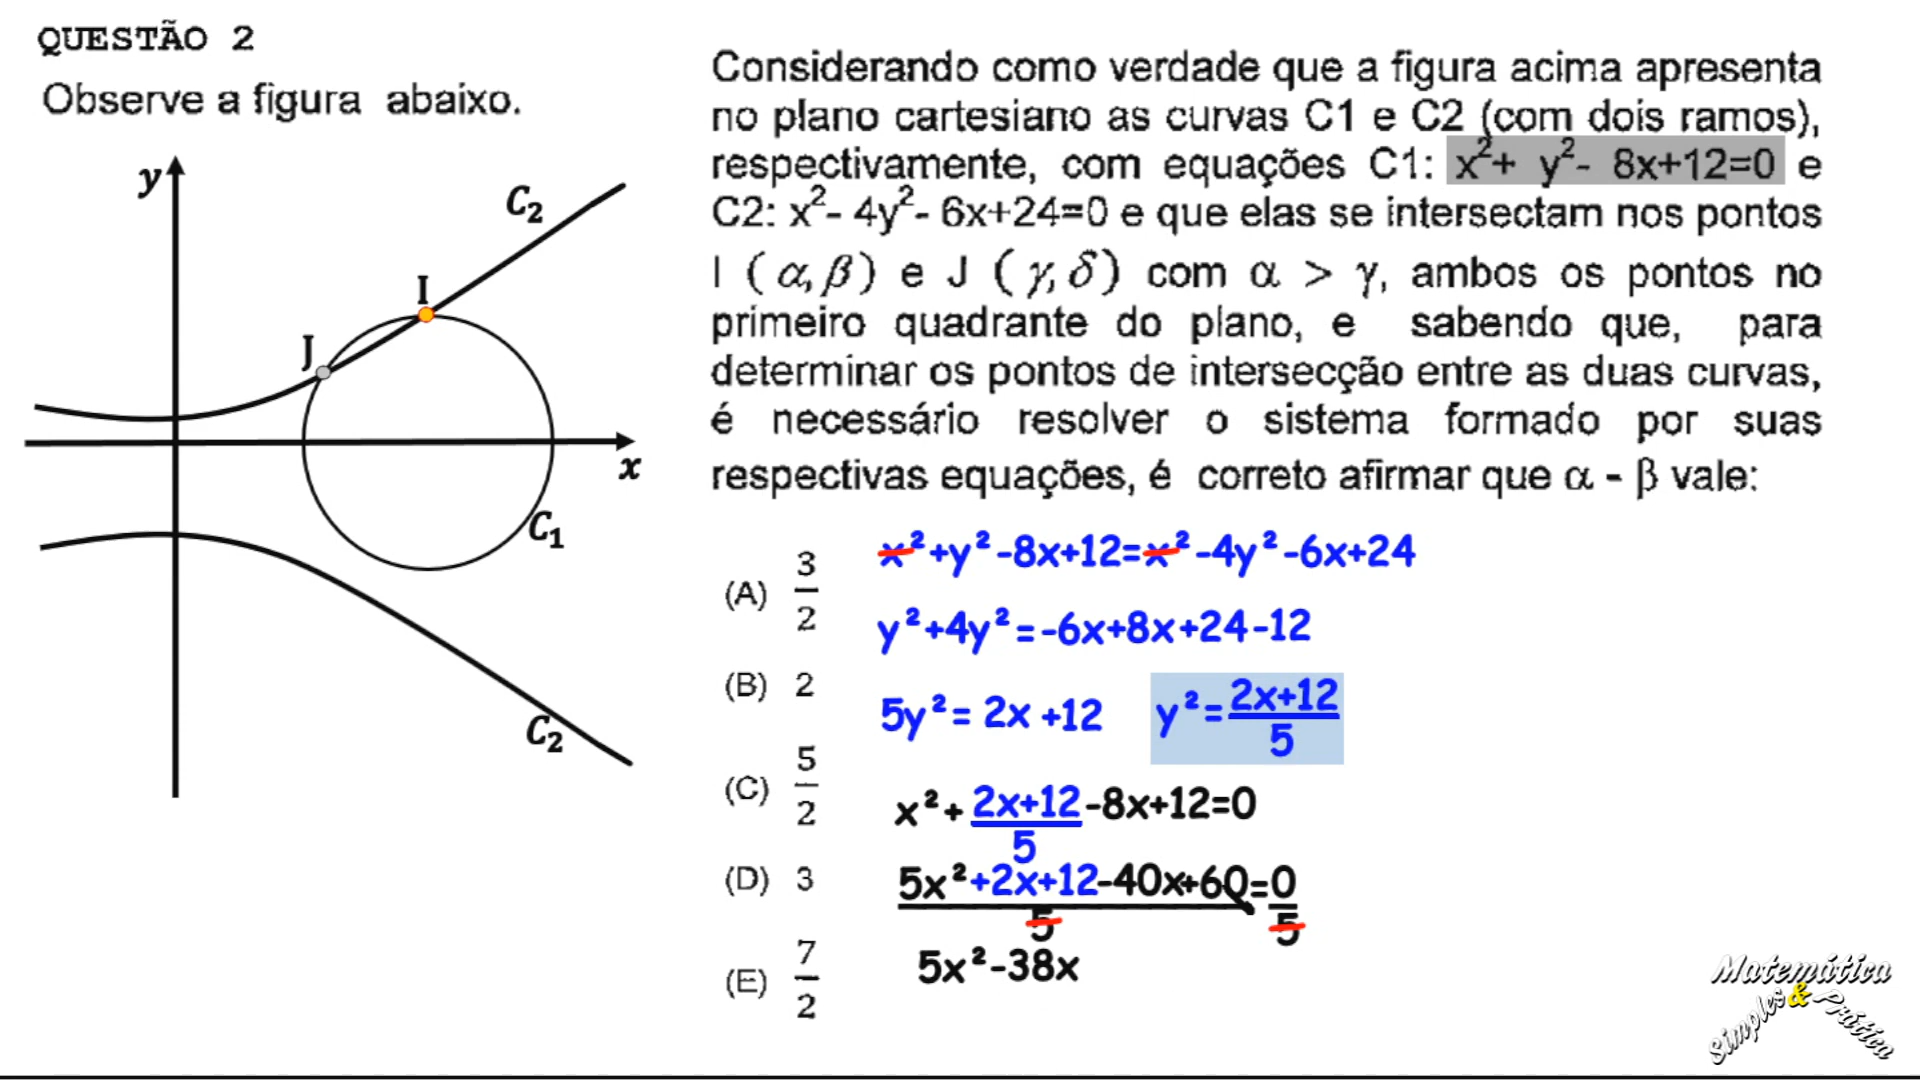 QUESTÃO 2
Observe a figura abaixo.
y
C₂
I
J
x
C₁
C₂
Considerando como verdade que a figura acima apresenta
no plano cartesiano as curvas C1 e C2 (com dois ramos),
respectivamente, com equações C1: x²+ y²- 8x+12=0 e
C2: x²- 4y²- 6x+24=0 e que elas se intersectam nos pontos
I (α,β) e J (γ,δ) com α > γ, ambos os pontos no
primeiro quadrante do plano, e sabendo que, para
determinar os pontos de intersecção entre as duas curvas,
é necessário resolver o sistema formado por suas
respectivas equações, é correto afirmar que α - β vale:
(A) 3/2
(B) 2
(C) 5/2
(D) 3
(E) 7/2
x²+y²-8x+12=x²-4y²-6x+24
y²+4y²=-6x+8x+24-12
5y²= 2x +12 y²=(2x+12)/5
x²+(2x+12)/5-8x+12=0
(5x²+2x+12-40x+60)/5=0/5
5x²-38x
Matemática
Simples & Prática